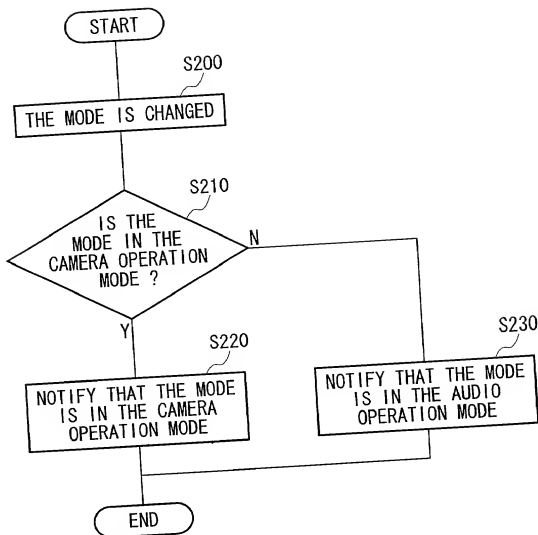 START
S200
THE MODE IS CHANGED
S210
IS THE
MODE IN THE
CAMERA OPERATION
MODE ?
N
Y
S220
NOTIFY THAT THE MODE
IS IN THE CAMERA
OPERATION MODE
S230
NOTIFY THAT THE MODE
IS IN THE AUDIO
OPERATION MODE
END